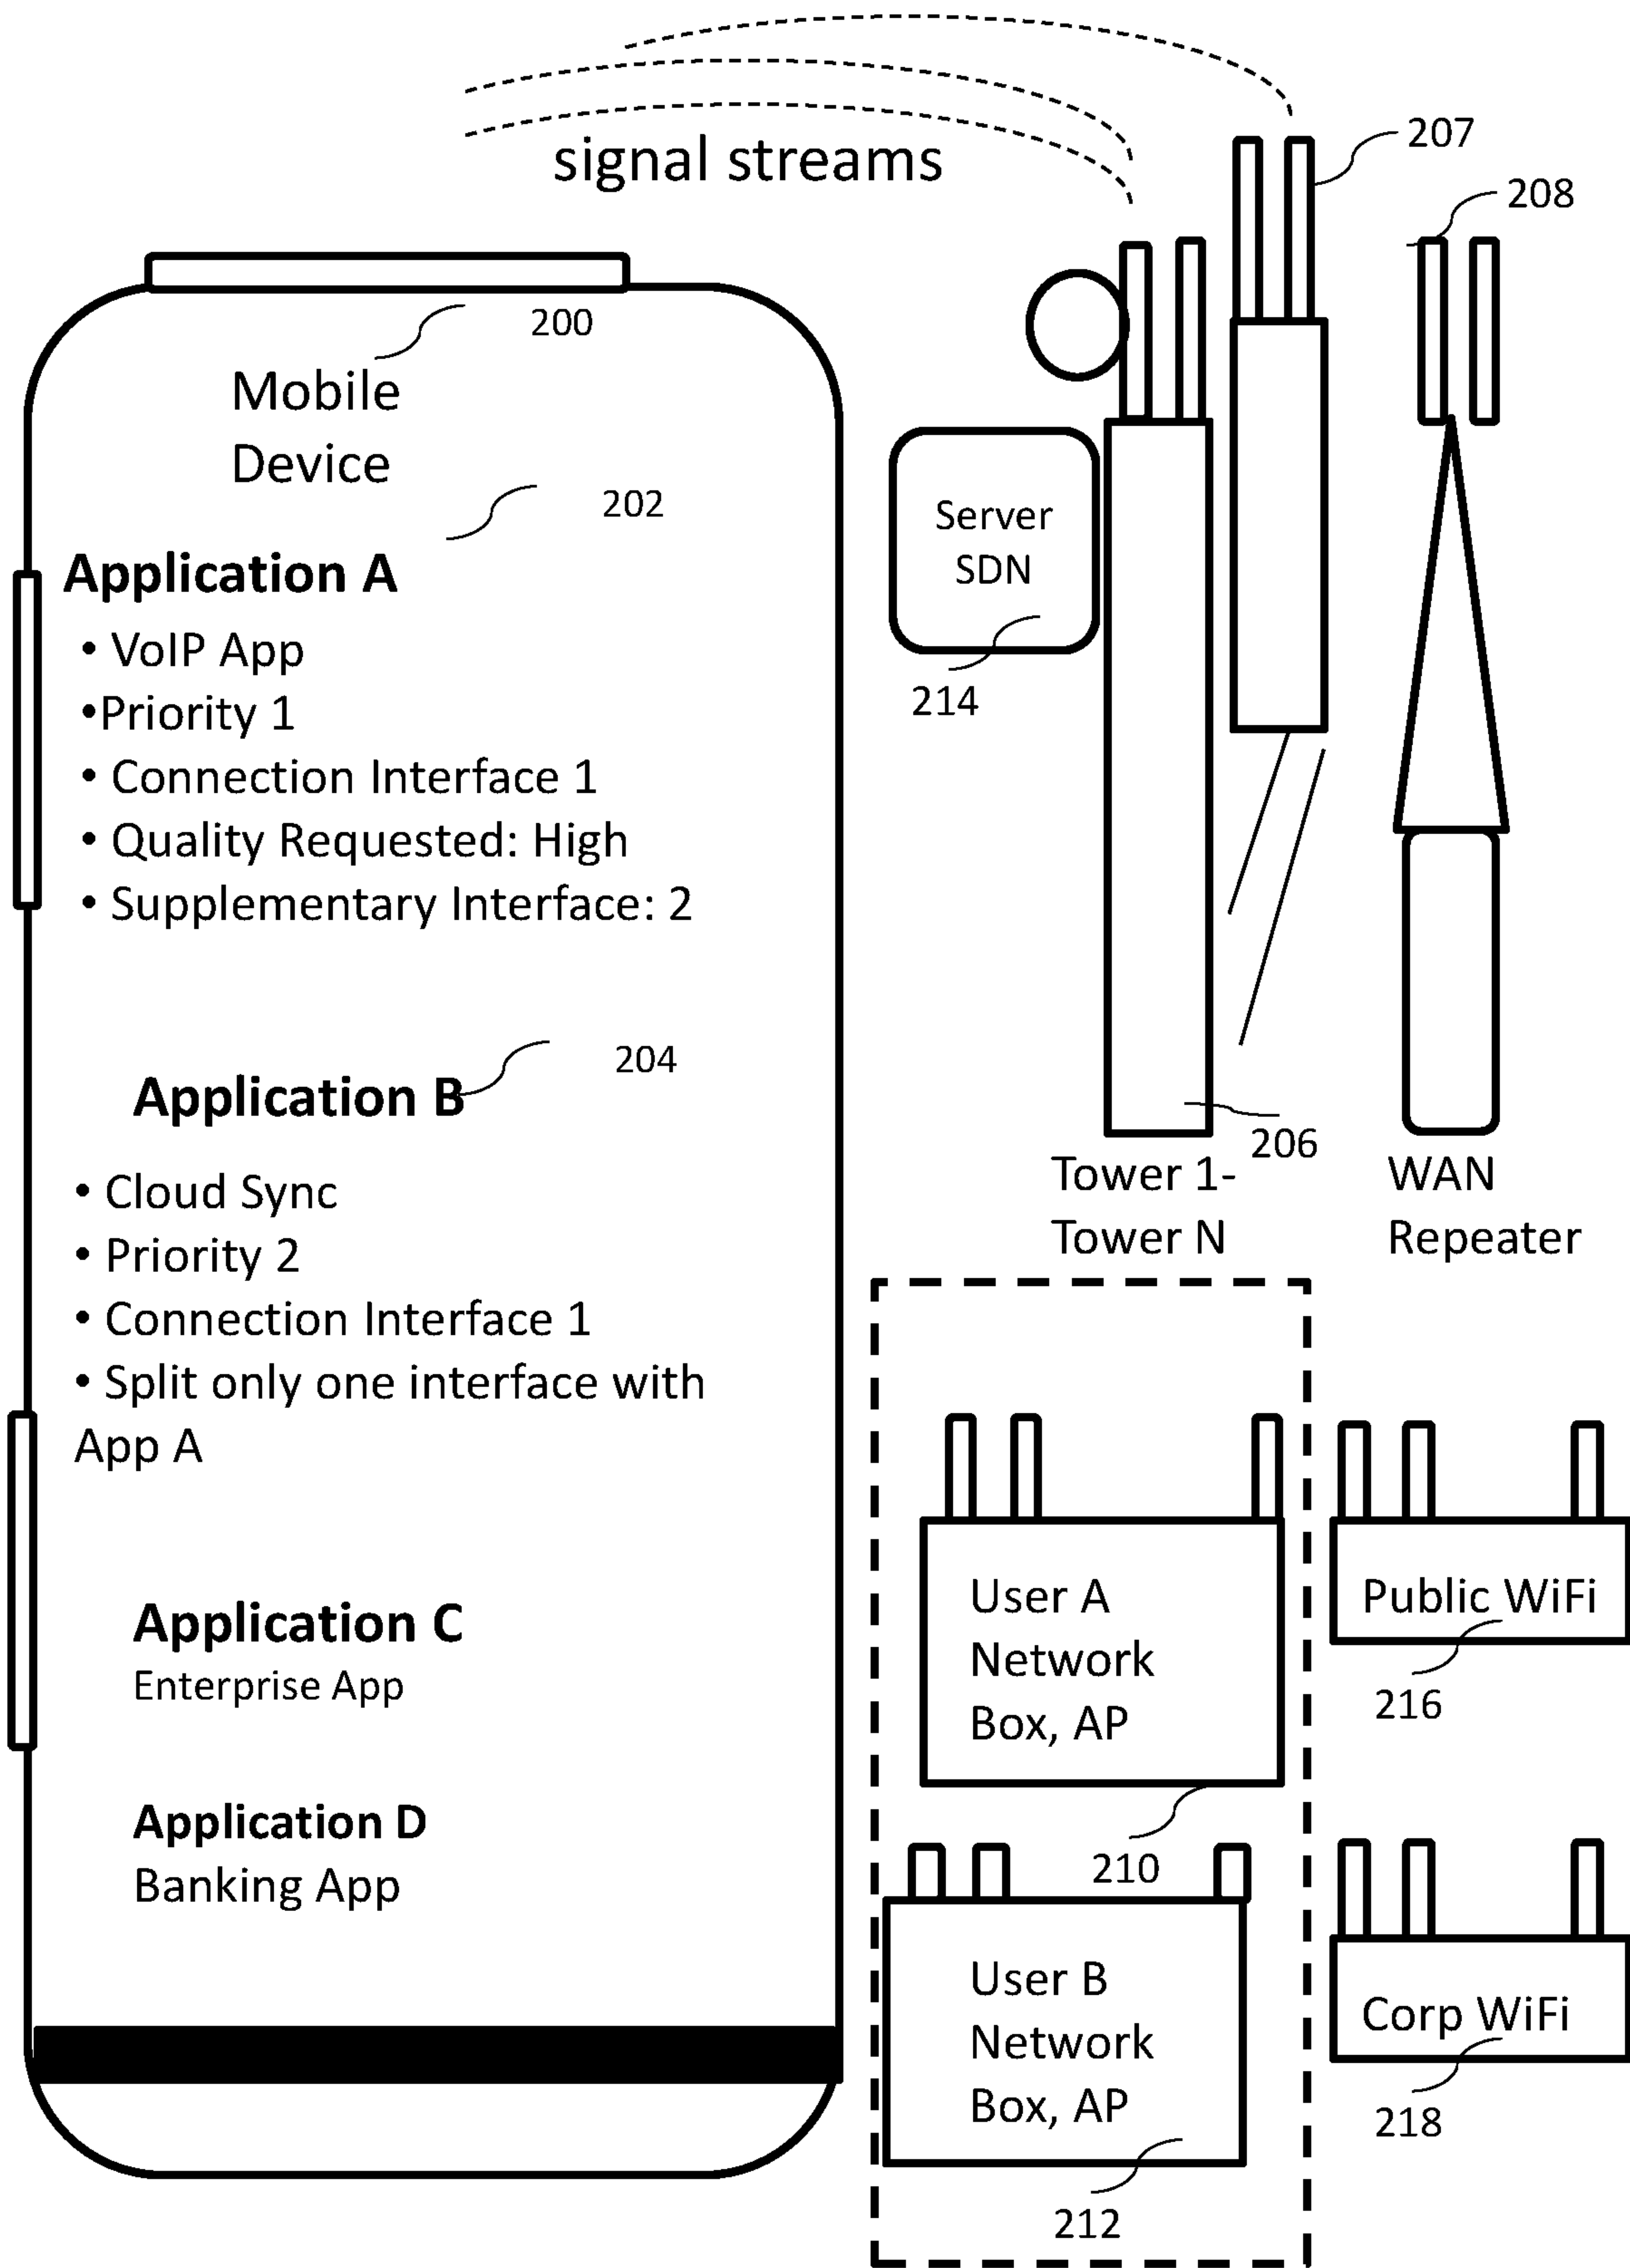 signal streams
207
208
200
Mobile
Device
202
Application A
• VoIP App
•Priority 1
• Connection Interface 1
• Quality Requested: High
• Supplementary Interface: 2
204
Application B
• Cloud Sync
• Priority 2
• Connection Interface 1
• Split only one interface with
App A
Application C
Enterprise App
Application D
Banking App
Server
SDN
214
206
Tower 1-
Tower N
WAN
Repeater
User A
Network
Box, AP
210
User B
Network
Box, AP
212
Public WiFi
216
Corp WiFi
218